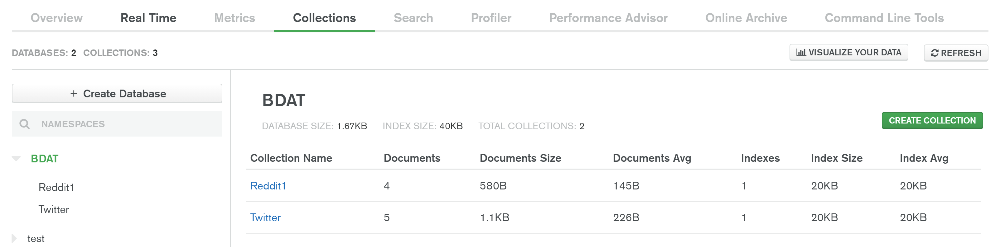 Overview Real Time Metrics Collections Search Profiler Performance Advisor Online Archive Command Line Tools
DATABASES: 2 COLLECTIONS: 3 VISUALIZE YOUR DATA REFRESH
+ Create Database
NAMESPACES
BDAT
Reddit1
Twitter
test
BDAT
DATABASE SIZE: 1.67KB INDEX SIZE: 40KB TOTAL COLLECTIONS: 2
CREATE COLLECTION
Collection Name Documents Documents Size Documents Avg Indexes Index Size Index Avg
Reddit1 4 580B 145B 1 20KB 20KB
Twitter 5 1.1KB 226B 1 20KB 20KB